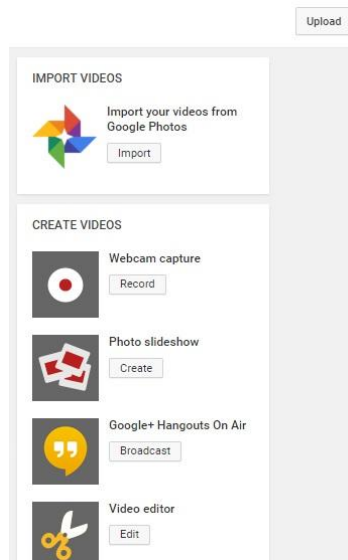 Upload
IMPORT VIDEOS
Import your videos from
Google Photos
Import
CREATE VIDEOS
Webcam capture
Record
Photo slideshow
Create
Google+ Hangouts On Air
Broadcast
Video editor
Edit